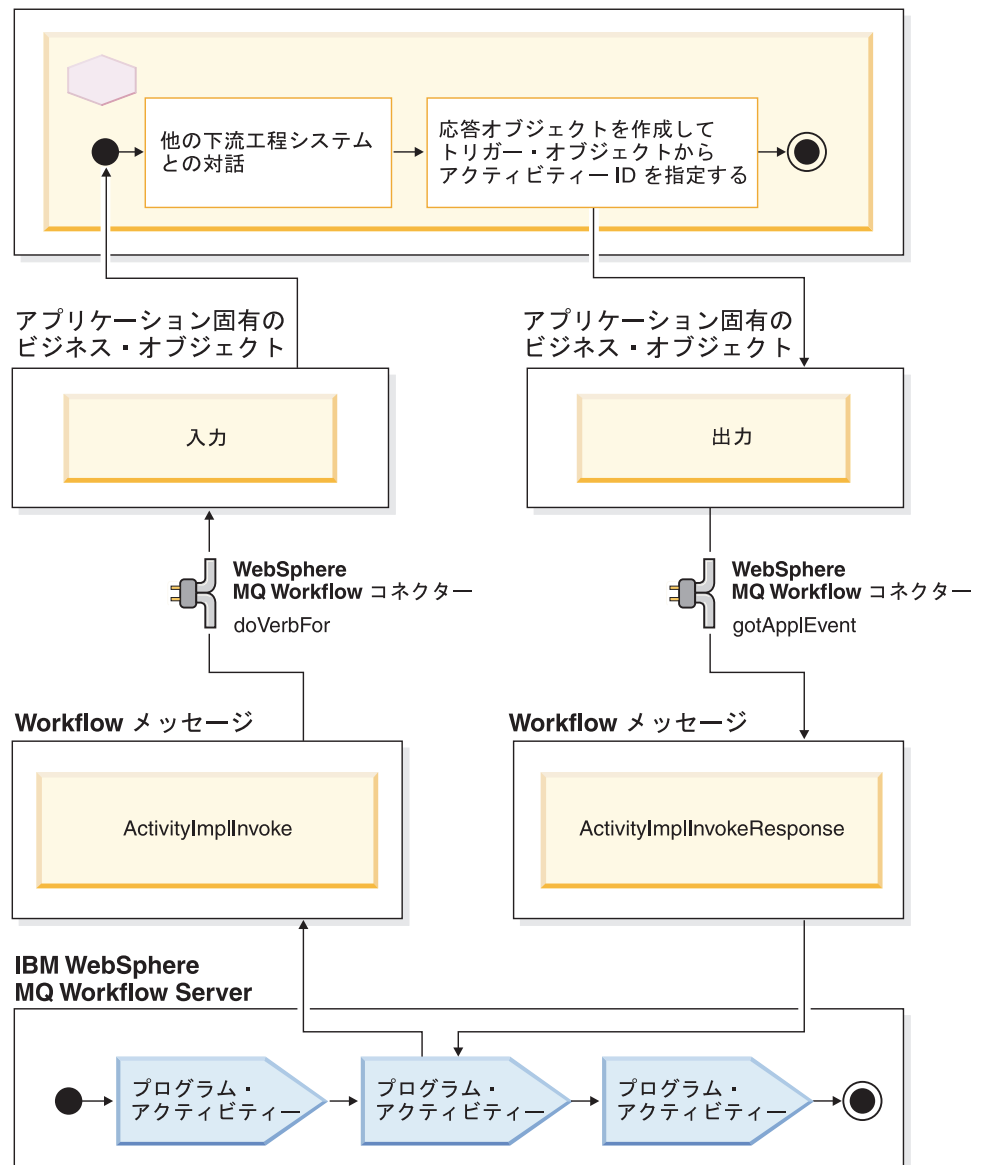 他の下流工程システム
との対話
応答オブジェクトを作成して
トリガー・オブジェクトから
アクティビティー ID を指定する
アプリケーション固有の
ビジネス・オブジェクト
アプリケーション固有の
ビジネス・オブジェクト
入力
出力
WebSphere
MQ Workflow コネクター
doVerbFor
WebSphere
MQ Workflow コネクター
gotApplEvent
Workflow メッセージ
Workflow メッセージ
ActivityImplInvoke
ActivityImplInvokeResponse
IBM WebSphere
MQ Workflow Server
プログラム・
アクティビティー
プログラム・
アクティビティー
プログラム・
アクティビティー